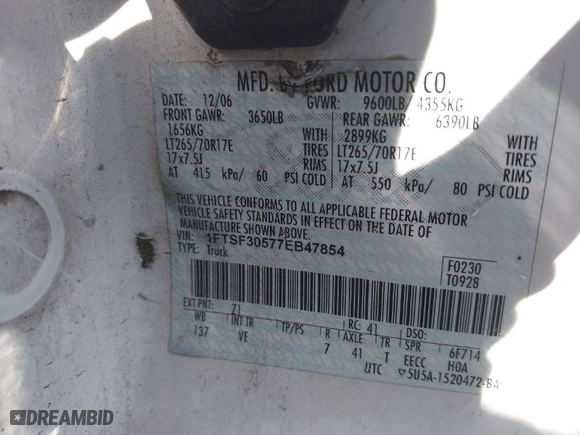 MFD. BY FORD MOTOR CO.
DATE: 12/06 GVWR: 9600LB/ 4355KG
FRONT GAWR: 3650LB REAR GAWR: 6390LB
1656KG WITH 2899KG WITH
LT265/70R17E TIRES LT265/70R17E TIRES
17x7.5J RIMS 17x7.5J RIMS
AT 415 kPa/ 60 PSI COLD AT 550 kPa/ 80 PSI COLD
THIS VEHICLE CONFORMS TO ALL APPLICABLE FEDERAL MOTOR
VEHICLE SAFETY STANDARDS IN EFFECT ON THE DATE OF
MANUFACTURE SHOWN ABOVE.
VIN: 1FTSF30577EB47854
TYPE: Truck
F0230
T0928
EXT PNT: Z1 RC: 41 DSO:
WB INT TR TP/PS R AXLE TR SPR 6F714
137 VE 7 41 T EECC HOA
UTC ▽5U5A-1520472-BA
DREAMBID